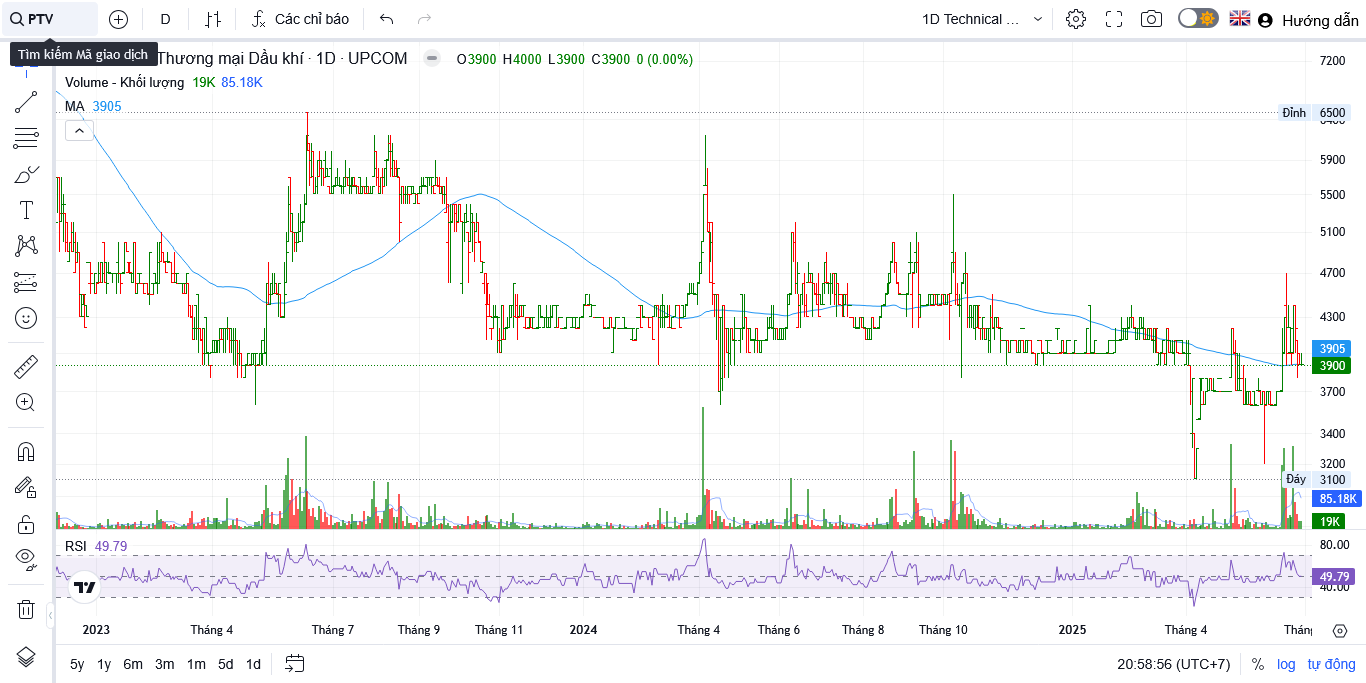 PTV
D
Các chỉ báo
1D Technical ...
Hướng dẫn
Tìm kiếm Mã giao dịch
Thương mại Dầu khí · 1D · UPCOM
O3900 H4000 L3900 C3900 0 (0.00%)
Volume - Khối lượng 19K 85.18K
MA 3905
7200
Đỉnh 6500
5900
5500
5100
4700
4300
3905
3900
3700
3400
3200
Đáy 3100
85.18K
19K
RSI 49.79
80.00
49.79
40.00
2023 Tháng 4 Tháng 7 Tháng 9 Tháng 11 2024 Tháng 4 Tháng 6 Tháng 8 Tháng 10 2025 Tháng 4
5y 1y 6m 3m 1m 5d 1d
20:58:56 (UTC+7) % log tự động